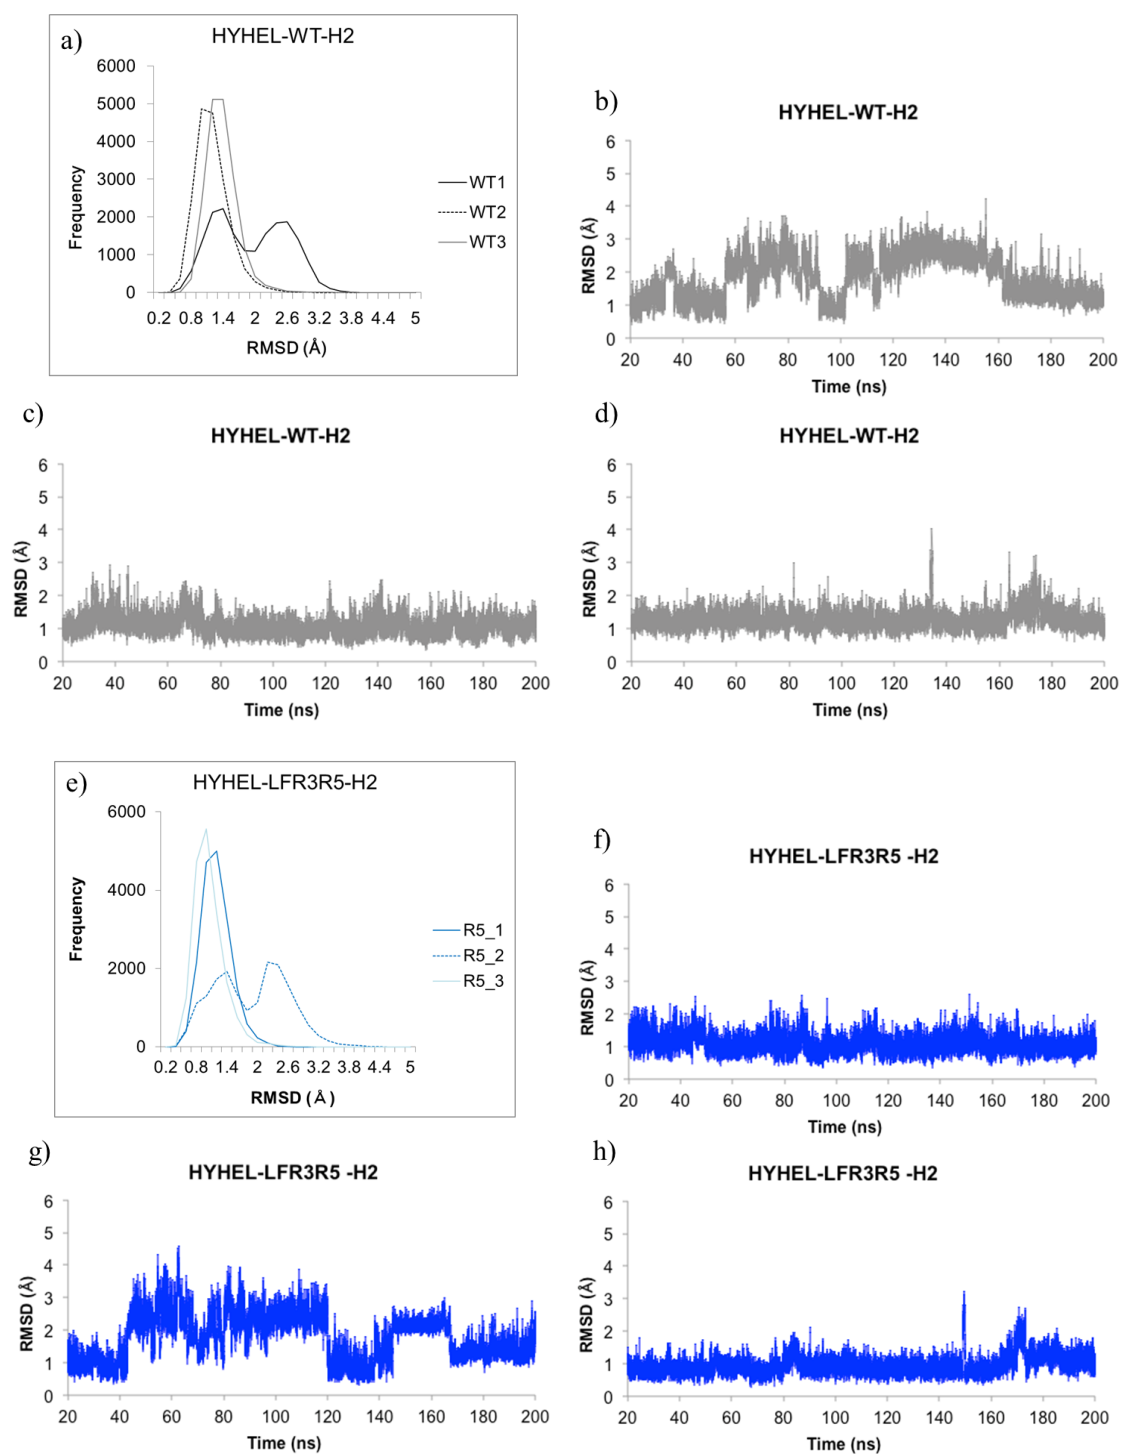 a)
HYHEL-WT-H2
6000
5000
4000
3000
2000
1000
0
Frequency
0.2 0.8 1.4 2 2.6 3.2 3.8 4.4 5
RMSD (Å)
WT1
WT2
WT3
b)
HYHEL-WT-H2
6
5
4
3
2
1
0
RMSD (Å)
20 40 60 80 100 120 140 160 180 200
Time (ns)
c)
HYHEL-WT-H2
6
5
4
3
2
1
0
RMSD (Å)
20 40 60 80 100 120 140 160 180 200
Time (ns)
d)
HYHEL-WT-H2
6
5
4
3
2
1
0
RMSD (Å)
20 40 60 80 100 120 140 160 180 200
Time (ns)
e)
HYHEL-LFR3R5-H2
6000
4000
2000
0
Frequency
0.2 0.8 1.4 2 2.6 3.2 3.8 4.4 5
RMSD (Å)
R5_1
R5_2
R5_3
f)
HYHEL-LFR3R5 -H2
6
5
4
3
2
1
0
RMSD (Å)
20 40 60 80 100 120 140 160 180 200
Time (ns)
g)
HYHEL-LFR3R5 -H2
6
5
4
3
2
1
0
RMSD (Å)
20 40 60 80 100 120 140 160 180 200
Time (ns)
h)
HYHEL-LFR3R5 -H2
6
5
4
3
2
1
0
RMSD (Å)
20 40 60 80 100 120 140 160 180 200
Time (ns)